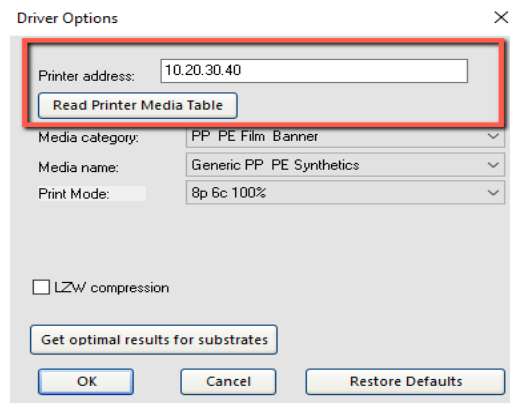 Driver Options
Printer address: 10.20.30.40
Read Printer Media Table
Media category: PP PE Film Banner
Media name: Generic PP PE Synthetics
Print Mode: 8p 6c 100%
LZW compression
Get optimal results for substrates
OK Cancel Restore Defaults